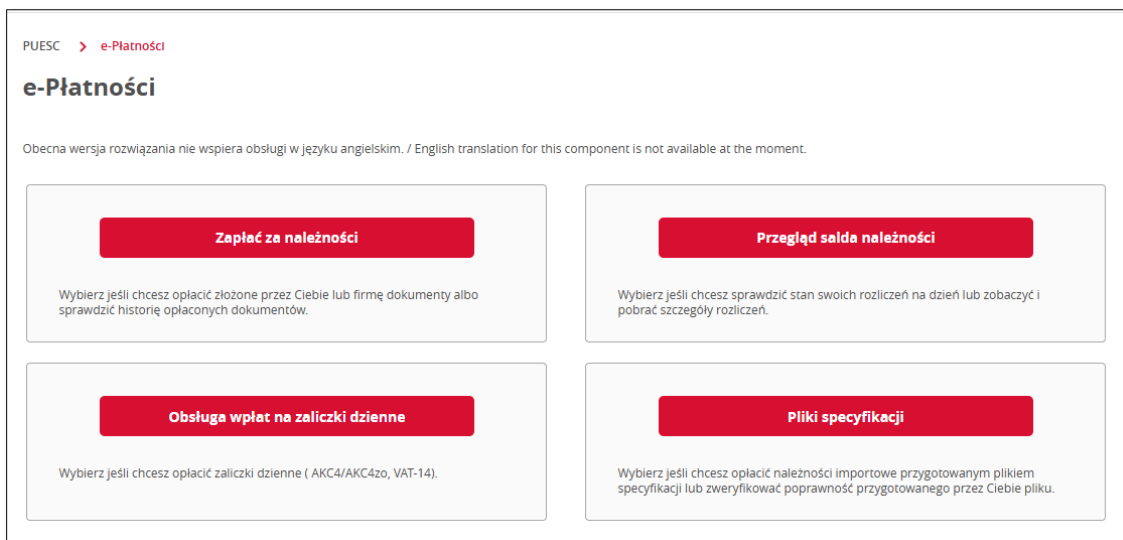 PUESC > e-Płatności
e-Płatności
Obecna wersja rozwiązania nie wspiera obsługi w języku angielskim. / English translation for this component is not available at the moment.
Zapłać za należności
Wybierz jeśli chcesz opłacić złożone przez Ciebie lub firmę dokumenty albo
sprawdzić historię opłaconych dokumentów.
Przegląd salda należności
Wybierz jeśli chcesz sprawdzić stan swoich rozliczeń na dzień lub zobaczyć i
pobrać szczegóły rozliczeń.
Obsługa wpłat na zaliczki dzienne
Wybierz jeśli chcesz opłacić zaliczki dzienne ( AKC4/AKC4zo, VAT-14).
Pliki specyfikacji
Wybierz jeśli chcesz opłacić należności importowe przygotowanym plikiem
specyfikacji lub zweryfikować poprawność przygotowanego przez Ciebie pliku.